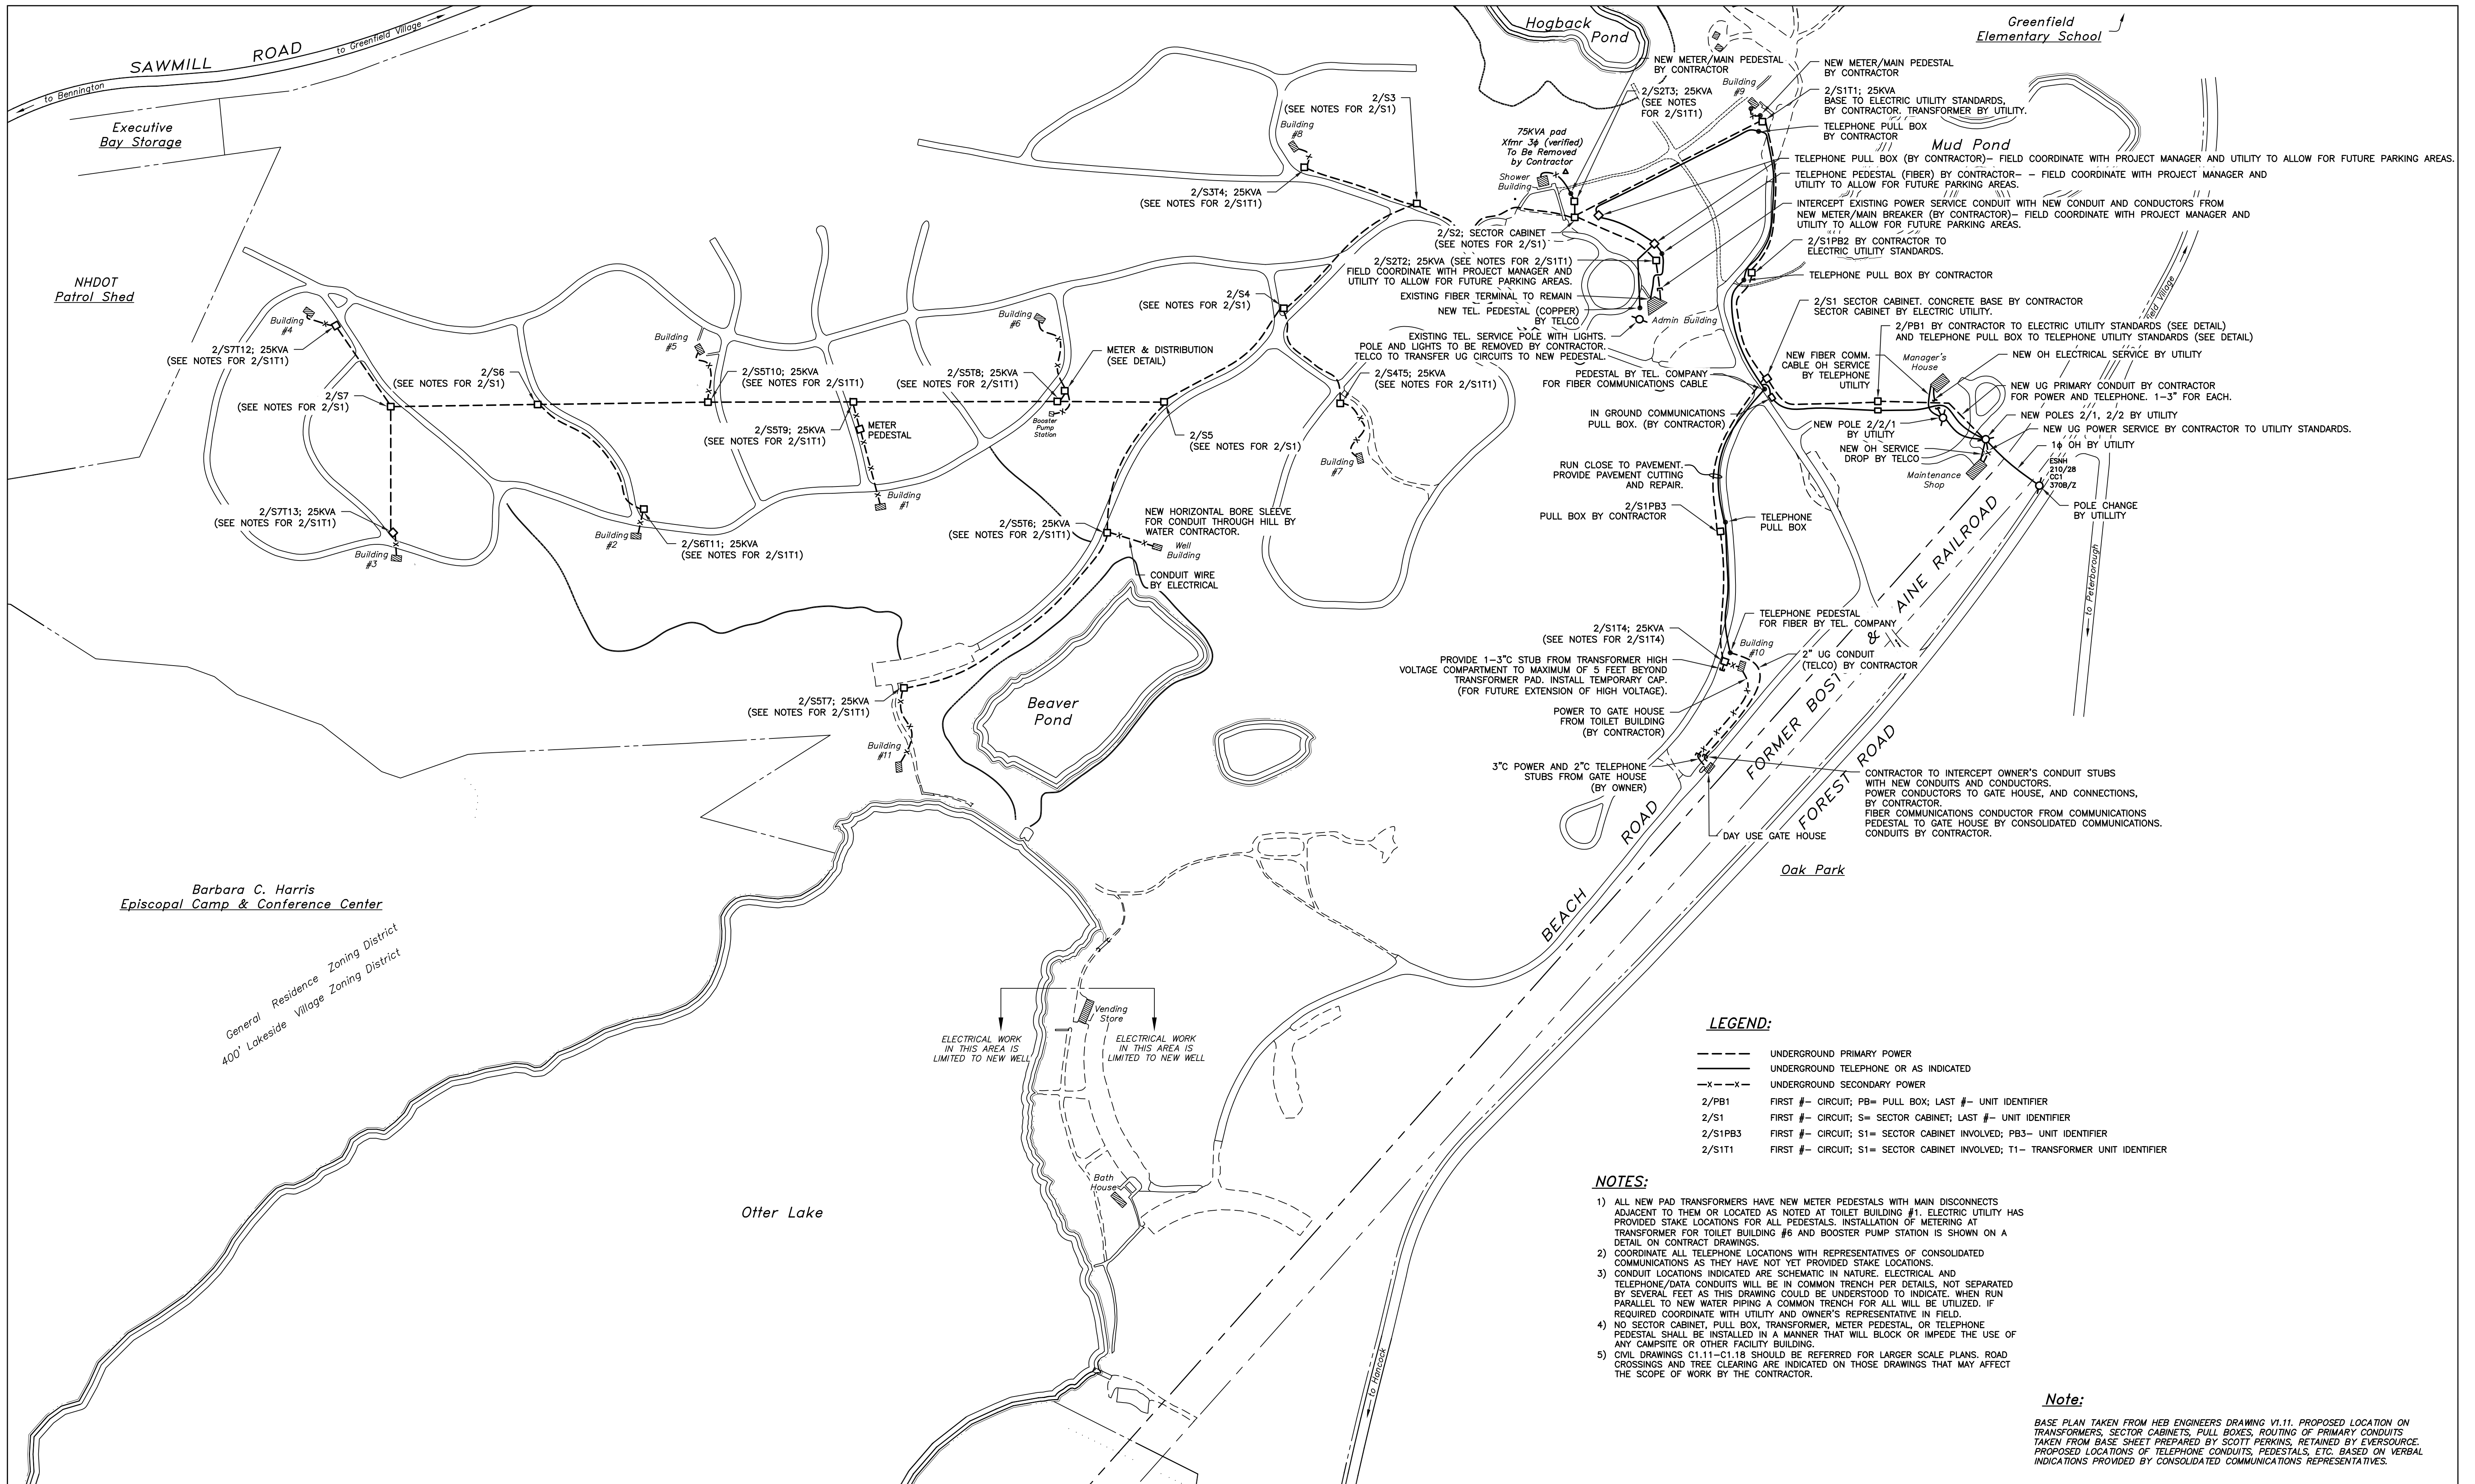 SAWMILL ROAD
to Greenfield Village
to Bennington
Executive
Bay Storage
NHDOT
Patrol Shed
Hogback
Pond
Greenfield
Elementary School
NEW METER/MAIN PEDESTAL
BY CONTRACTOR
NEW METER/MAIN PEDESTAL
BY CONTRACTOR
Building
#9
2/S1T1; 25KVA
BASE TO ELECTRIC UTILITY STANDARDS,
BY CONTRACTOR. TRANSFORMER BY UTILITY.
2/S2T3; 25KVA
(SEE NOTES
FOR 2/S1T1)
TELEPHONE PULL BOX
BY CONTRACTOR
Mud Pond
75KVA pad
Xfmr 3ϕ (verified)
To Be Removed
by Contractor
Shower
Building
TELEPHONE PULL BOX (BY CONTRACTOR)– FIELD COORDINATE WITH PROJECT MANAGER AND UTILITY TO ALLOW FOR FUTURE PARKING AREAS.
TELEPHONE PEDESTAL (FIBER) BY CONTRACTOR– – FIELD COORDINATE WITH PROJECT MANAGER AND
UTILITY TO ALLOW FOR FUTURE PARKING AREAS.
INTERCEPT EXISTING POWER SERVICE CONDUIT WITH NEW CONDUIT AND CONDUCTORS FROM
NEW METER/MAIN BREAKER (BY CONTRACTOR)– FIELD COORDINATE WITH PROJECT MANAGER AND
UTILITY TO ALLOW FOR FUTURE PARKING AREAS.
2/S1PB2 BY CONTRACTOR TO
ELECTRIC UTILITY STANDARDS.
TELEPHONE PULL BOX BY CONTRACTOR
2/S1 SECTOR CABINET. CONCRETE BASE BY CONTRACTOR
SECTOR CABINET BY ELECTRIC UTILITY.
2/PB1 BY CONTRACTOR TO ELECTRIC UTILITY STANDARDS (SEE DETAIL)
AND TELEPHONE PULL BOX TO TELEPHONE UTILITY STANDARDS (SEE DETAIL)
2/S3
(SEE NOTES FOR 2/S1)
Building
#8
2/S3T4; 25KVA
(SEE NOTES FOR 2/S1T1)
2/S2; SECTOR CABINET
(SEE NOTES FOR 2/S1)
2/S2T2; 25KVA (SEE NOTES FOR 2/S1T1)
FIELD COORDINATE WITH PROJECT MANAGER AND
UTILITY TO ALLOW FOR FUTURE PARKING AREAS.
EXISTING FIBER TERMINAL TO REMAIN
NEW TEL. PEDESTAL (COPPER)
BY TELCO
Admin Building
EXISTING TEL. SERVICE POLE WITH LIGHTS.
POLE AND LIGHTS TO BE REMOVED BY CONTRACTOR.
TELCO TO TRANSFER UG CIRCUITS TO NEW PEDESTAL.
PEDESTAL BY TEL. COMPANY
FOR FIBER COMMUNICATIONS CABLE
IN GROUND COMMUNICATIONS
PULL BOX. (BY CONTRACTOR)
RUN CLOSE TO PAVEMENT.
PROVIDE PAVEMENT CUTTING
AND REPAIR.
2/S1PB3
PULL BOX BY CONTRACTOR
TELEPHONE
PULL BOX
NEW FIBER COMM.
CABLE OH SERVICE
BY TELEPHONE
UTILITY
Manager's
House
NEW OH ELECTRICAL SERVICE BY UTILITY
NEW UG PRIMARY CONDUIT BY CONTRACTOR
FOR POWER AND TELEPHONE. 1–3" FOR EACH.
NEW POLES 2/1, 2/2 BY UTILITY
NEW UG POWER SERVICE BY CONTRACTOR TO UTILITY STANDARDS.
1ϕ OH BY UTILITY
NEW POLE 2/2/1
BY UTILITY
NEW OH SERVICE
DROP BY TELCO
Maintenance
Shop
ESNH
210/28
CC1
370B/Z
POLE CHANGE
BY UTILLITY
to Peterborough
Building
#4
2/S7T12; 25KVA
(SEE NOTES FOR 2/S1T1)
2/S7
(SEE NOTES FOR 2/S1)
2/S6
(SEE NOTES FOR 2/S1)
Building
#5
2/S5T10; 25KVA
(SEE NOTES FOR 2/S1T1)
2/S5T9; 25KVA
(SEE NOTES FOR 2/S1T1)
METER
PEDESTAL
Building
#6
2/S5T8; 25KVA
(SEE NOTES FOR 2/S1T1)
METER & DISTRIBUTION
(SEE DETAIL)
Booster
Pump
Station
2/S4
(SEE NOTES FOR 2/S1)
2/S4T5; 25KVA
(SEE NOTES FOR 2/S1T1)
2/S5
(SEE NOTES FOR 2/S1)
Building
#7
Building
#1
2/S7T13; 25KVA
(SEE NOTES FOR 2/S1T1)
Building
#3
Building
#2
2/S6T11; 25KVA
(SEE NOTES FOR 2/S1T1)
2/S5T6; 25KVA
(SEE NOTES FOR 2/S1T1)
NEW HORIZONTAL BORE SLEEVE
FOR CONDUIT THROUGH HILL BY
WATER CONTRACTOR.
Well
Building
CONDUIT WIRE
BY ELECTRICAL
2/S5T7; 25KVA
(SEE NOTES FOR 2/S1T1)
Building
#11
Beaver
Pond
2/S1T4; 25KVA
(SEE NOTES FOR 2/S1T4)
TELEPHONE PEDESTAL
FOR FIBER BY TEL. COMPANY
Building
#10
2" UG CONDUIT
(TELCO) BY CONTRACTOR
PROVIDE 1–3"C STUB FROM TRANSFORMER HIGH
VOLTAGE COMPARTMENT TO MAXIMUM OF 5 FEET BEYOND
TRANSFORMER PAD. INSTALL TEMPORARY CAP.
(FOR FUTURE EXTENSION OF HIGH VOLTAGE).
POWER TO GATE HOUSE
FROM TOILET BUILDING
(BY CONTRACTOR)
3"C POWER AND 2"C TELEPHONE
STUBS FROM GATE HOUSE
(BY OWNER)
CONTRACTOR TO INTERCEPT OWNER'S CONDUIT STUBS
WITH NEW CONDUITS AND CONDUCTORS.
POWER CONDUCTORS TO GATE HOUSE, AND CONNECTIONS,
BY CONTRACTOR.
FIBER COMMUNICATIONS CONDUCTOR FROM COMMUNICATIONS
PEDESTAL TO GATE HOUSE BY CONSOLIDATED COMMUNICATIONS.
CONDUITS BY CONTRACTOR.
DAY USE GATE HOUSE
FORMER BOST & AINE RAILROAD
FOREST ROAD
BEACH ROAD
Oak Park
Barbara C. Harris
Episcopal Camp & Conference Center
General Residence Zoning District
400' Lakeside Village Zoning District
Vending
Store
ELECTRICAL WORK
IN THIS AREA IS
LIMITED TO NEW WELL
ELECTRICAL WORK
IN THIS AREA IS
LIMITED TO NEW WELL
Bath
House
Otter Lake
to Hancock
LEGEND:
UNDERGROUND PRIMARY POWER
UNDERGROUND TELEPHONE OR AS INDICATED
UNDERGROUND SECONDARY POWER
2/PB1 FIRST #– CIRCUIT; PB= PULL BOX; LAST #– UNIT IDENTIFIER
2/S1 FIRST #– CIRCUIT; S= SECTOR CABINET; LAST #– UNIT IDENTIFIER
2/S1PB3 FIRST #– CIRCUIT; S1= SECTOR CABINET INVOLVED; PB3– UNIT IDENTIFIER
2/S1T1 FIRST #– CIRCUIT; S1= SECTOR CABINET INVOLVED; T1– TRANSFORMER UNIT IDENTIFIER
NOTES:
1) ALL NEW PAD TRANSFORMERS HAVE NEW METER PEDESTALS WITH MAIN DISCONNECTS
ADJACENT TO THEM OR LOCATED AS NOTED AT TOILET BUILDING #1. ELECTRIC UTILITY HAS
PROVIDED STAKE LOCATIONS FOR ALL PEDESTALS. INSTALLATION OF METERING AT
TRANSFORMER FOR TOILET BUILDING #6 AND BOOSTER PUMP STATION IS SHOWN ON A
DETAIL ON CONTRACT DRAWINGS.
2) COORDINATE ALL TELEPHONE LOCATIONS WITH REPRESENTATIVES OF CONSOLIDATED
COMMUNICATIONS AS THEY HAVE NOT YET PROVIDED STAKE LOCATIONS.
3) CONDUIT LOCATIONS INDICATED ARE SCHEMATIC IN NATURE. ELECTRICAL AND
TELEPHONE/DATA CONDUITS WILL BE IN COMMON TRENCH PER DETAILS, NOT SEPARATED
BY SEVERAL FEET AS THIS DRAWING COULD BE UNDERSTOOD TO INDICATE. WHEN RUN
PARALLEL TO NEW WATER PIPING A COMMON TRENCH FOR ALL WILL BE UTILIZED. IF
REQUIRED COORDINATE WITH UTILITY AND OWNER'S REPRESENTATIVE IN FIELD.
4) NO SECTOR CABINET, PULL BOX, TRANSFORMER, METER PEDESTAL, OR TELEPHONE
PEDESTAL SHALL BE INSTALLED IN A MANNER THAT WILL BLOCK OR IMPEDE THE USE OF
ANY CAMPSITE OR OTHER FACILITY BUILDING.
5) CIVIL DRAWINGS C1.11–C1.18 SHOULD BE REFERRED FOR LARGER SCALE PLANS. ROAD
CROSSINGS AND TREE CLEARING ARE INDICATED ON THOSE DRAWINGS THAT MAY AFFECT
THE SCOPE OF WORK BY THE CONTRACTOR.
Note:
BASE PLAN TAKEN FROM HEB ENGINEERS DRAWING V1.11. PROPOSED LOCATION ON
TRANSFORMERS, SECTOR CABINETS, PULL BOXES, ROUTING OF PRIMARY CONDUITS
TAKEN FROM BASE SHEET PREPARED BY SCOTT PERKINS, RETAINED BY EVERSOURCE.
PROPOSED LOCATIONS OF TELEPHONE CONDUITS, PEDESTALS, ETC. BASED ON VERBAL
INDICATIONS PROVIDED BY CONSOLIDATED COMMUNICATIONS REPRESENTATIVES.